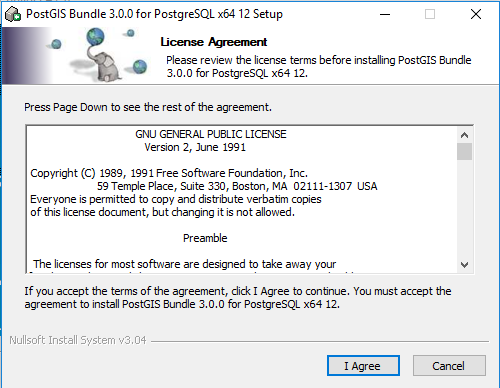 PostGIS Bundle 3.0.0 for PostgreSQL x64 12 Setup
License Agreement
Please review the license terms before installing PostGIS Bundle
3.0.0 for PostgreSQL x64 12.
Press Page Down to see the rest of the agreement.
GNU GENERAL PUBLIC LICENSE
Version 2, June 1991
Copyright (C) 1989, 1991 Free Software Foundation, Inc.
59 Temple Place, Suite 330, Boston, MA 02111-1307 USA
Everyone is permitted to copy and distribute verbatim copies
of this license document, but changing it is not allowed.
Preamble
The licenses for most software are designed to take away your
If you accept the terms of the agreement, click I Agree to continue. You must accept the
agreement to install PostGIS Bundle 3.0.0 for PostgreSQL x64 12.
Nullsoft Install System v3.04
I Agree
Cancel